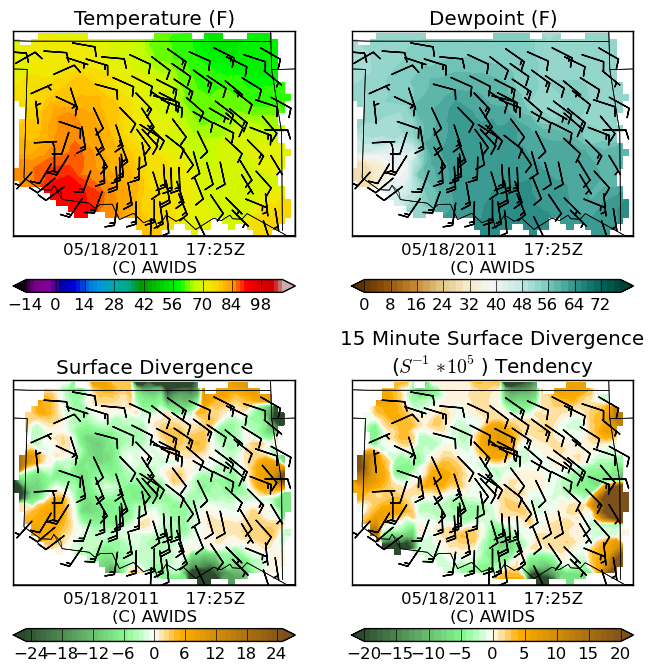 Temperature (F)
Dewpoint (F)
05/18/2011 17:25Z
(C) AWIDS
05/18/2011 17:25Z
(C) AWIDS
−14 0 14 28 42 56 70 84 98
0 8 16 24 32 40 48 56 64 72
Surface Divergence
15 Minute Surface Divergence
(S⁻¹ *10⁵ ) Tendency
05/18/2011 17:25Z
(C) AWIDS
05/18/2011 17:25Z
(C) AWIDS
−24 −18 −12 −6 0 6 12 18 24
−20 −15 −10 −5 0 5 10 15 20